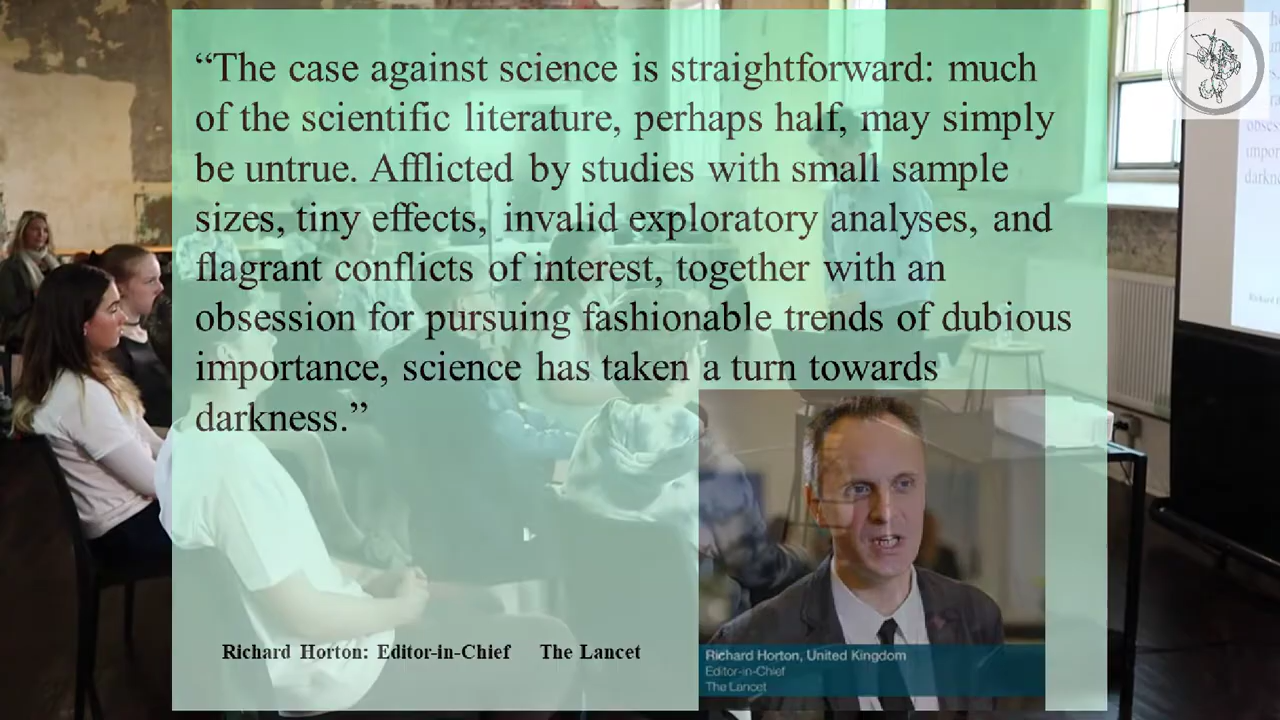 “The case against science is straightforward: much
of the scientific literature, perhaps half, may simply
be untrue. Afflicted by studies with small sample
sizes, tiny effects, invalid exploratory analyses, and
flagrant conflicts of interest, together with an
obsession for pursuing fashionable trends of dubious
importance, science has taken a turn towards
darkness.”
Richard Horton: Editor-in-Chief The Lancet
Richard Horton, United Kingdom
Editor-in-Chief
The Lancet